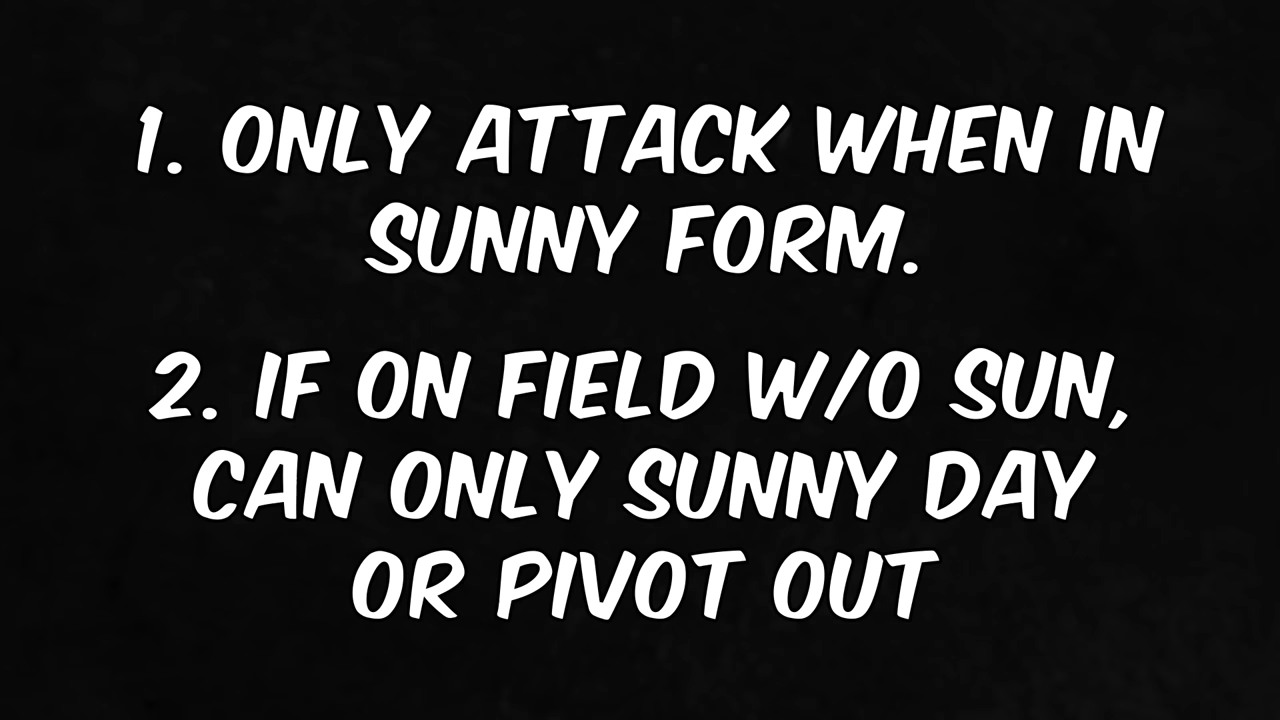 1. ONLY ATTACK WHEN IN
SUNNY FORM.
2. IF ON FIELD W/O SUN,
CAN ONLY SUNNY DAY
OR PIVOT OUT